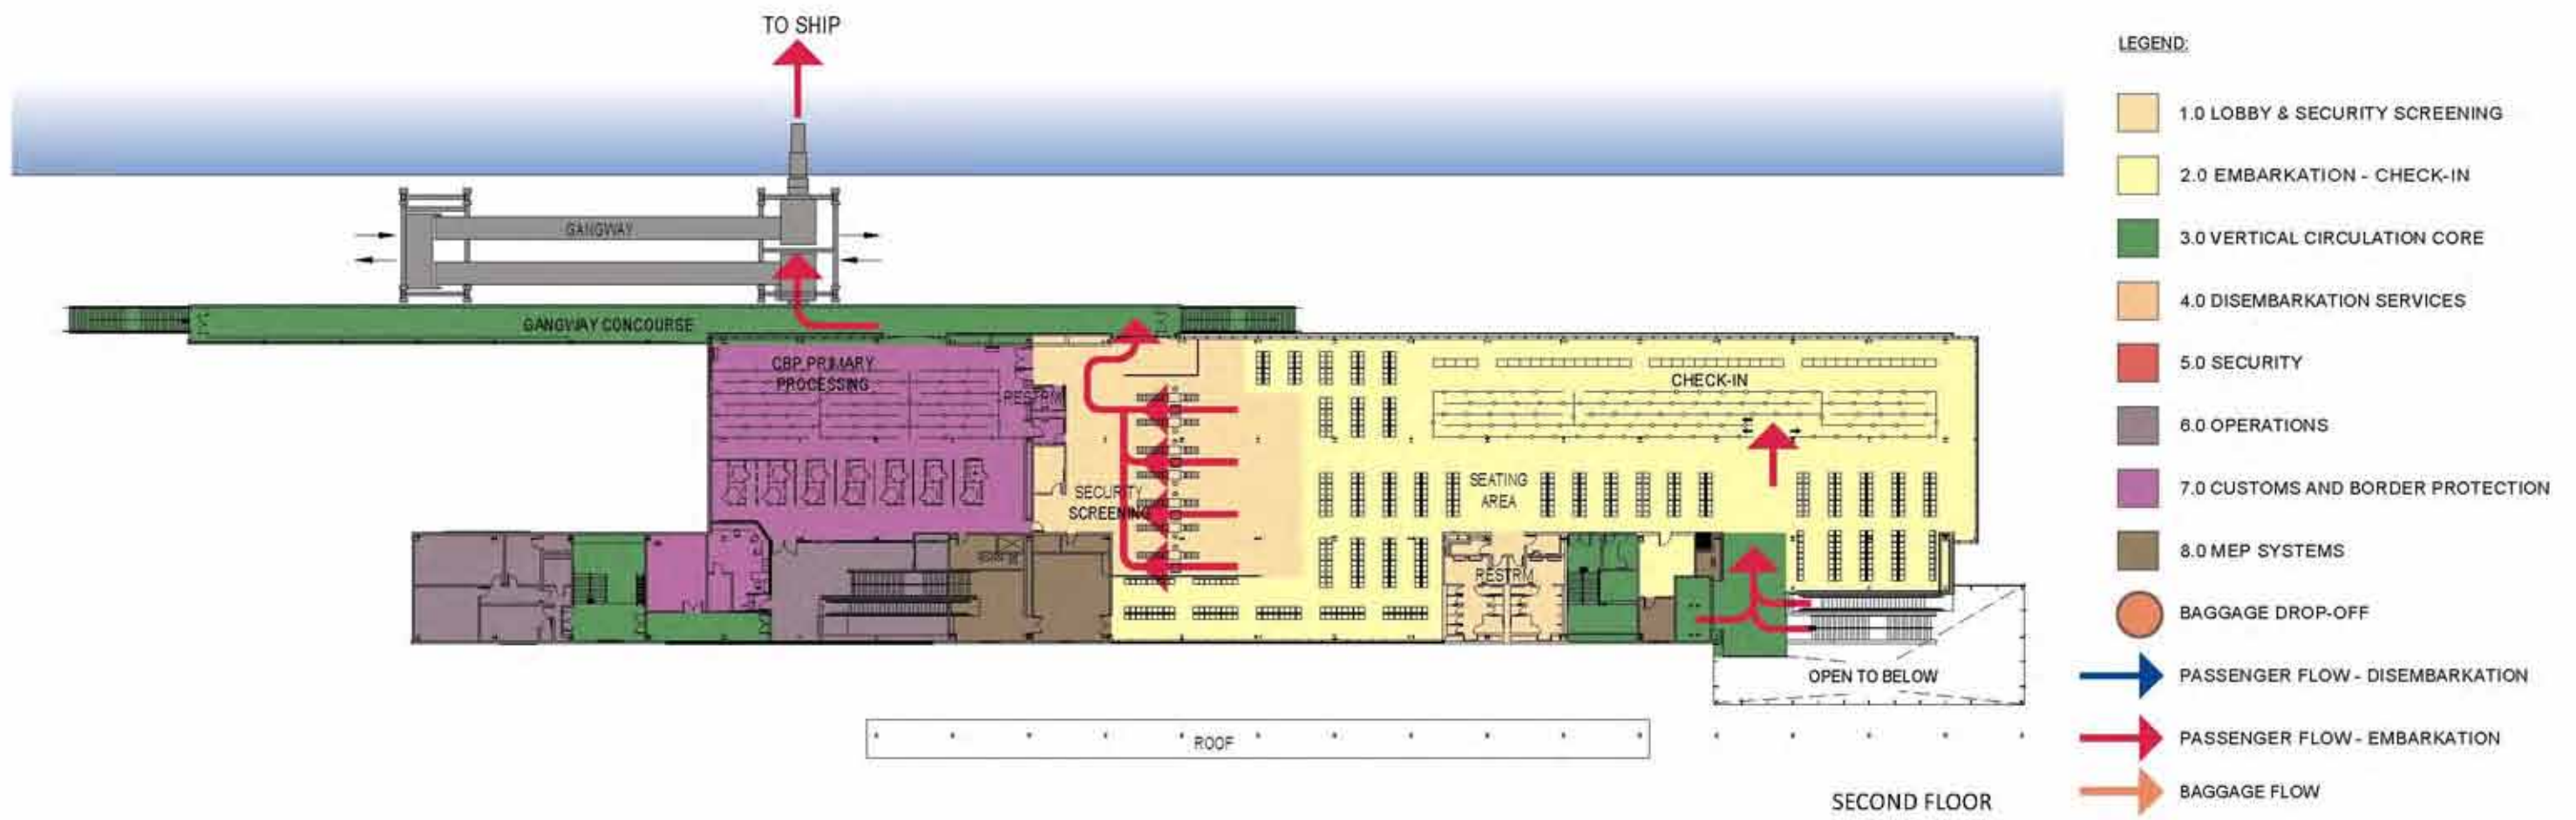 TO SHIP
LEGEND:
1.0 LOBBY & SECURITY SCREENING
2.0 EMBARKATION - CHECK-IN
3.0 VERTICAL CIRCULATION CORE
4.0 DISEMBARKATION SERVICES
5.0 SECURITY
6.0 OPERATIONS
7.0 CUSTOMS AND BORDER PROTECTION
8.0 MEP SYSTEMS
BAGGAGE DROP-OFF
PASSENGER FLOW - DISEMBARKATION
PASSENGER FLOW - EMBARKATION
BAGGAGE FLOW
GANGWAY
GANGWAY CONCOURSE
CBP PRIMARY
PROCESSING
RESTRM
CHECK-IN
SECURITY
SCREENING
SEATING
AREA
RESTRM
OPEN TO BELOW
ROOF
SECOND FLOOR